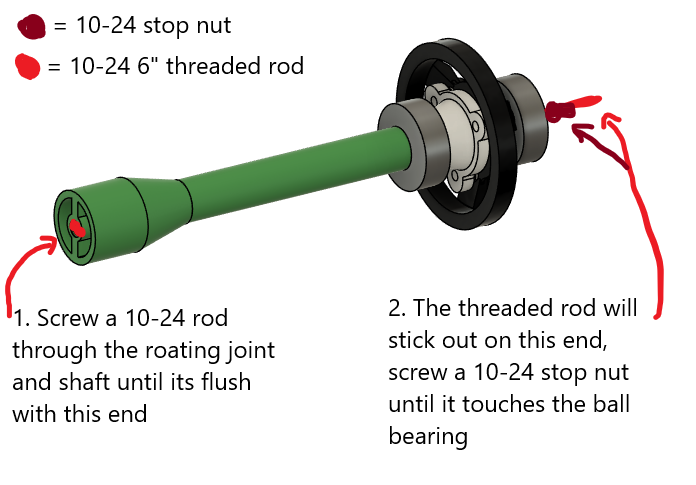 = 10-24 stop nut
= 10-24 6" threaded rod
1. Screw a 10-24 rod
through the roating joint
and shaft until its flush
with this end
2. The threaded rod will
stick out on this end,
screw a 10-24 stop nut
until it touches the ball
bearing